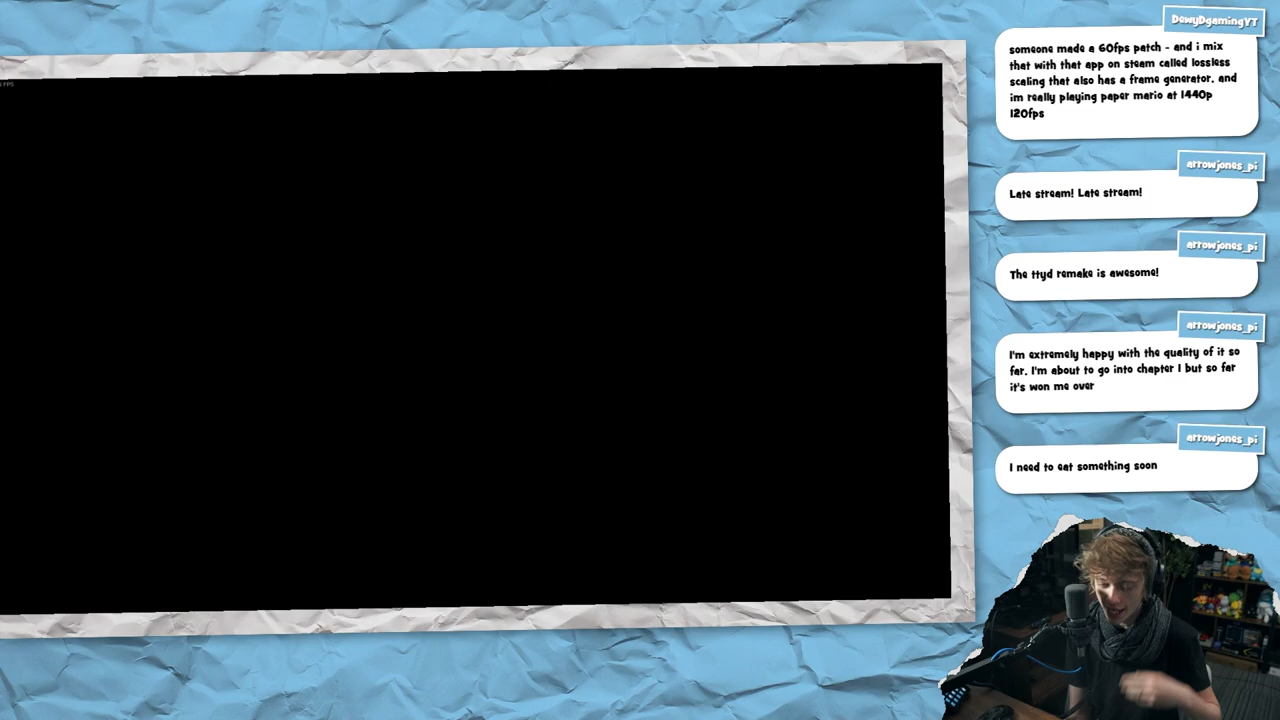 FPS
DewyDgamingYT
someone made a 60fps patch - and i mix
that with that app on steam called lossless
scaling that also has a frame generator. and
im really playing paper mario at 1440p
120fps
arrowjones_pi
Late stream! Late stream!
arrowjones_pi
The ttyd remake is awesome!
arrowjones_pi
I'm extremely happy with the quality of it so
far. I'm about to go into chapter 1 but so far
it's won me over
arrowjones_pi
I need to eat something soon